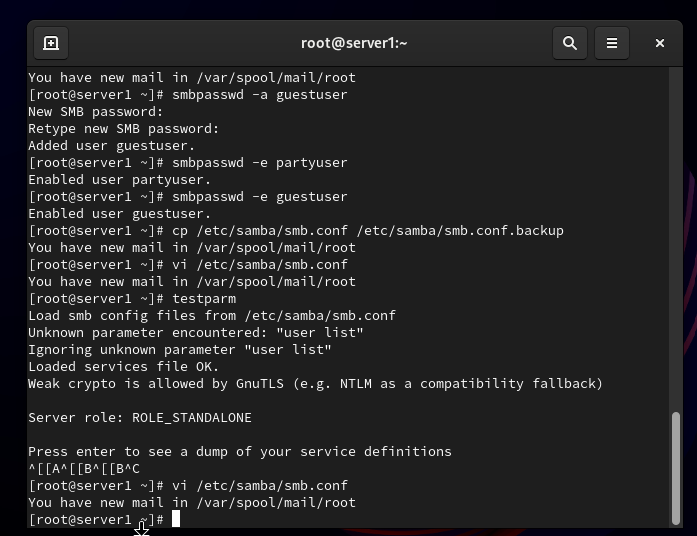 root@server1:~
You have new mail in /var/spool/mail/root
[root@server1 ~]# smbpasswd -a guestuser
New SMB password:
Retype new SMB password:
Added user guestuser.
[root@server1 ~]# smbpasswd -e partyuser
Enabled user partyuser.
[root@server1 ~]# smbpasswd -e guestuser
Enabled user guestuser.
[root@server1 ~]# cp /etc/samba/smb.conf /etc/samba/smb.conf.backup
You have new mail in /var/spool/mail/root
[root@server1 ~]# vi /etc/samba/smb.conf
You have new mail in /var/spool/mail/root
[root@server1 ~]# testparm
Load smb config files from /etc/samba/smb.conf
Unknown parameter encountered: "user list"
Ignoring unknown parameter "user list"
Loaded services file OK.
Weak crypto is allowed by GnuTLS (e.g. NTLM as a compatibility fallback)
Server role: ROLE_STANDALONE
Press enter to see a dump of your service definitions
^[[A^[[B^[[B^C
[root@server1 ~]# vi /etc/samba/smb.conf
You have new mail in /var/spool/mail/root
[root@server1 ~]#